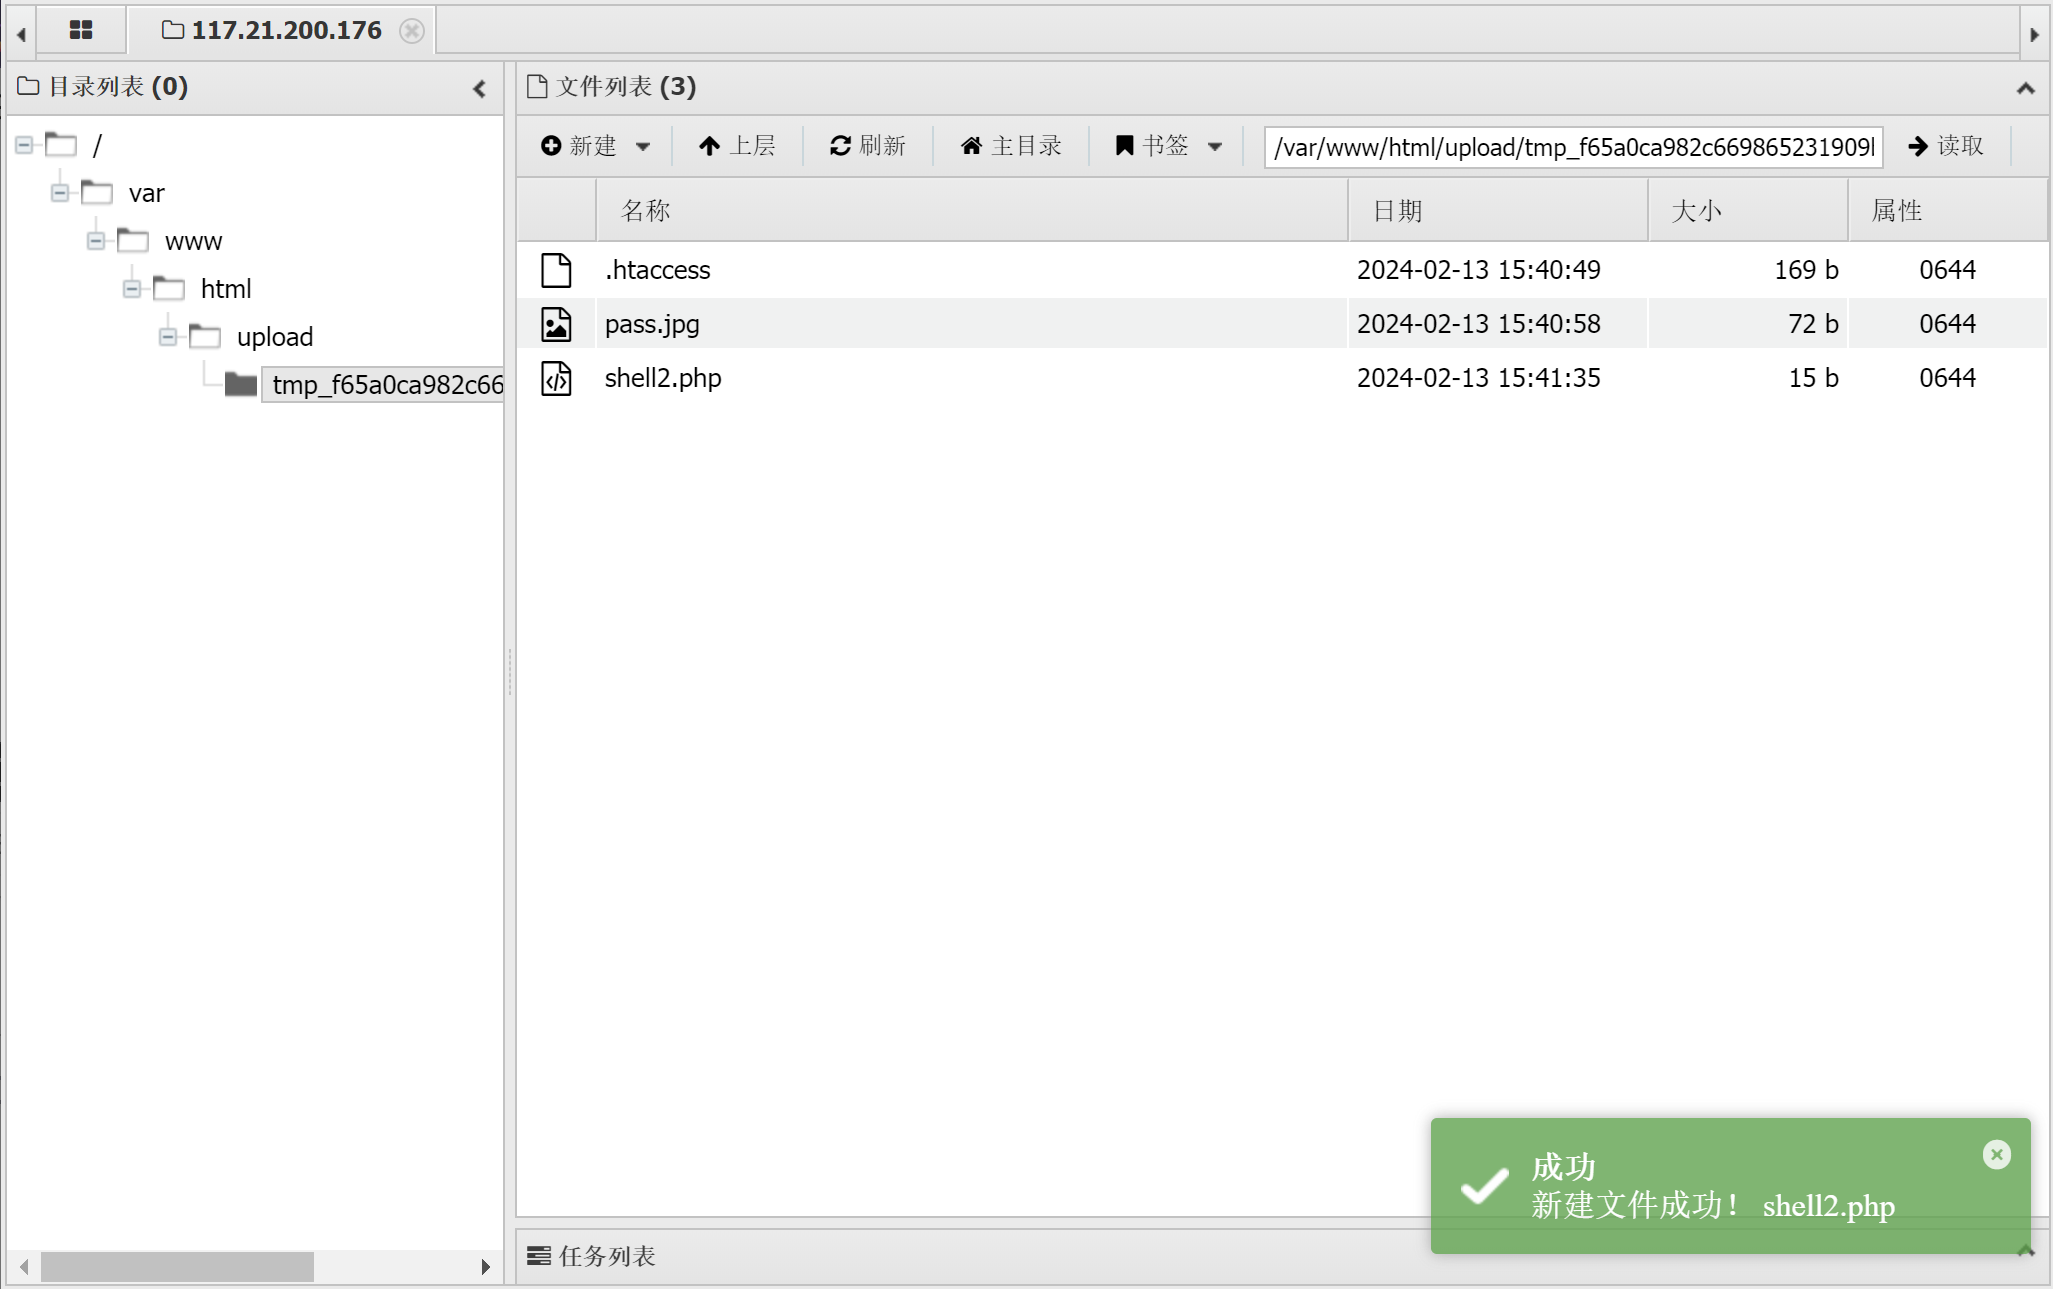 117.21.200.176
目录列表 (0)
文件列表 (3)
新建 上层 刷新 主目录 书签 /var/www/html/upload/tmp_f65a0ca982c669865231909 读取
/
var
www
html
upload
tmp_f65a0ca982c66
名称 日期 大小 属性
.htaccess 2024-02-13 15:40:49 169 b 0644
pass.jpg 2024-02-13 15:40:58 72 b 0644
shell2.php 2024-02-13 15:41:35 15 b 0644
成功
新建文件成功！ shell2.php
任务列表